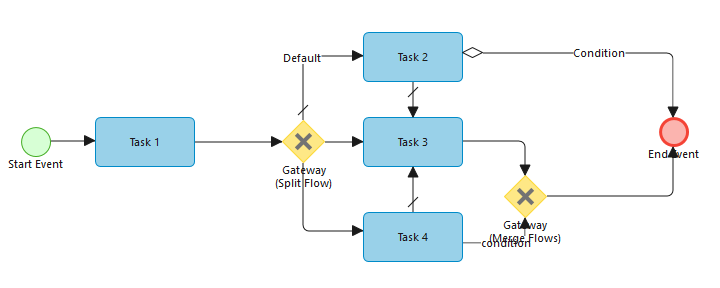 Default
Task 2
Condition
Start Event
Task 1
Gateway
(Split Flow)
Task 3
End Event
Gateway
(Merge Flows)
Task 4
condition